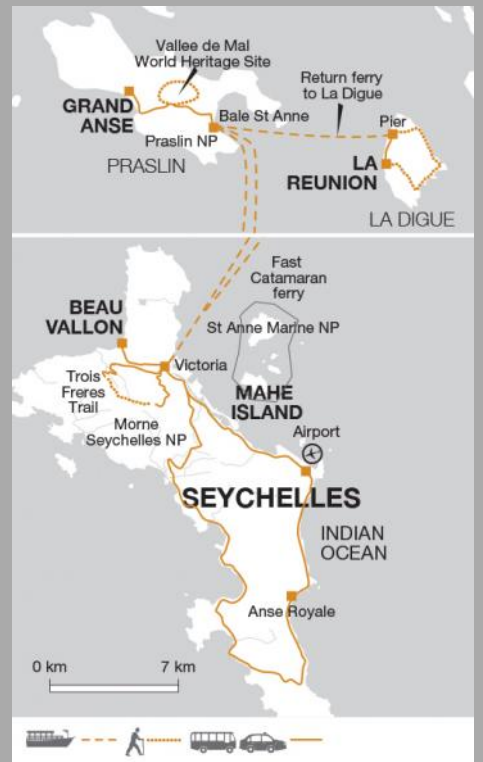 Vallee de Mal
World Heritage Site
Return ferry
to La Digue
GRAND
ANSE
Bale St Anne
Pier
Praslin NP
PRASLIN
LA
REUNION
LA DIGUE
Fast
Catamaran
ferry
BEAU
VALLON
St Anne Marine NP
Victoria
Trois
Freres
Trail
MAHE
ISLAND
Morne
Seychelles NP
Airport
SEYCHELLES
INDIAN
OCEAN
Anse Royale
0 km 7 km